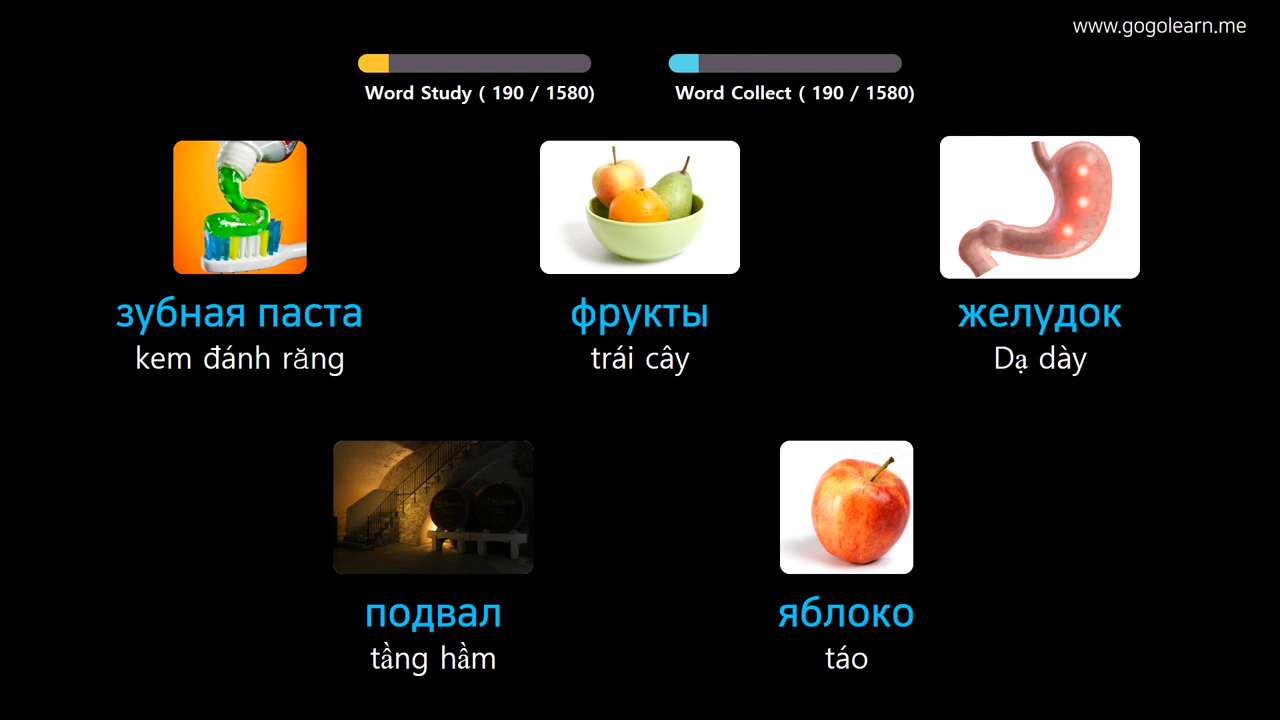 www.gogolearn.me
Word Study ( 190 / 1580)
Word Collect ( 190 / 1580)
зубная паста
kem đánh răng
фрукты
trái cây
желудок
Dạ dày
подвал
tầng hầm
яблоко
táo